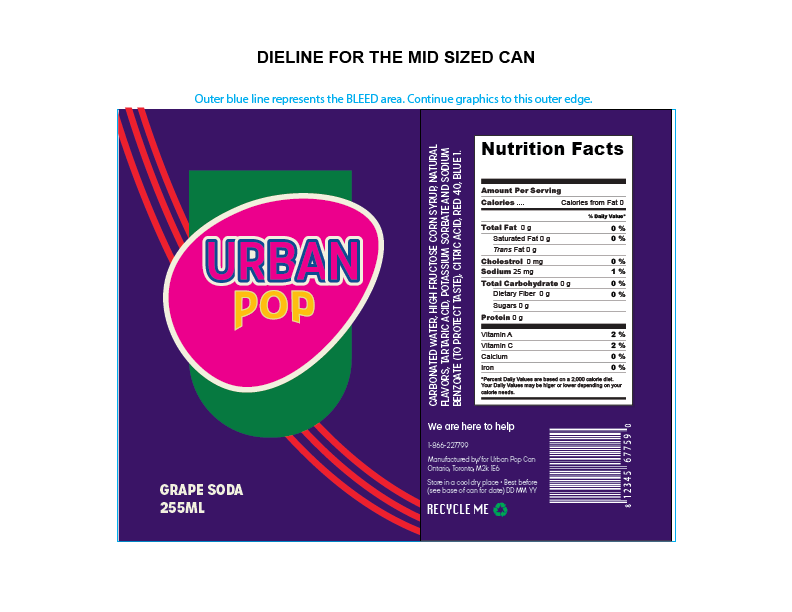 DIELINE FOR THE MID SIZED CAN
Outer blue line represents the BLEED area. Continue graphics to this outer edge.
URBAN
POP
GRAPE SODA
255ML
CARBONATED WATER, HIGH FRUCTOSE CORN SYRUP, NATURAL
FLAVORS, TARTARIC ACID, POTASSIUM SORBATE AND SODIUM
BENZOATE (TO PROTECT TASTE), CITRIC ACID, RED 40, BLUE 1.
Nutrition Facts
Amount Per Serving
Calories .... Calories from Fat 0
% Daily Value*
Total Fat 0 g 0 %
Saturated Fat 0 g 0 %
Trans Fat 0 g
Cholestrol 0 mg 0 %
Sodium 25 mg 1 %
Total Carbohydrate 0 g 0 %
Dietary Fiber 0 g 0 %
Sugars 0 g
Protein 0 g
Vitamin A 2 %
Vitamin C 2 %
Calcium 0 %
Iron 0 %
*Percent Daily Values are based on a 2,000 calorie diet.
Your Daily Values may be higer or lower depending on your
calorie needs.
We are here to help
1-866-227799
Manufactured by/for Urban Pop Can
Ontario, Toronto, M2k 1E6
Store in a cool dry place • Best before
(see base of can for date) DD MM YY
RECYCLE ME
8 12345 67759 0